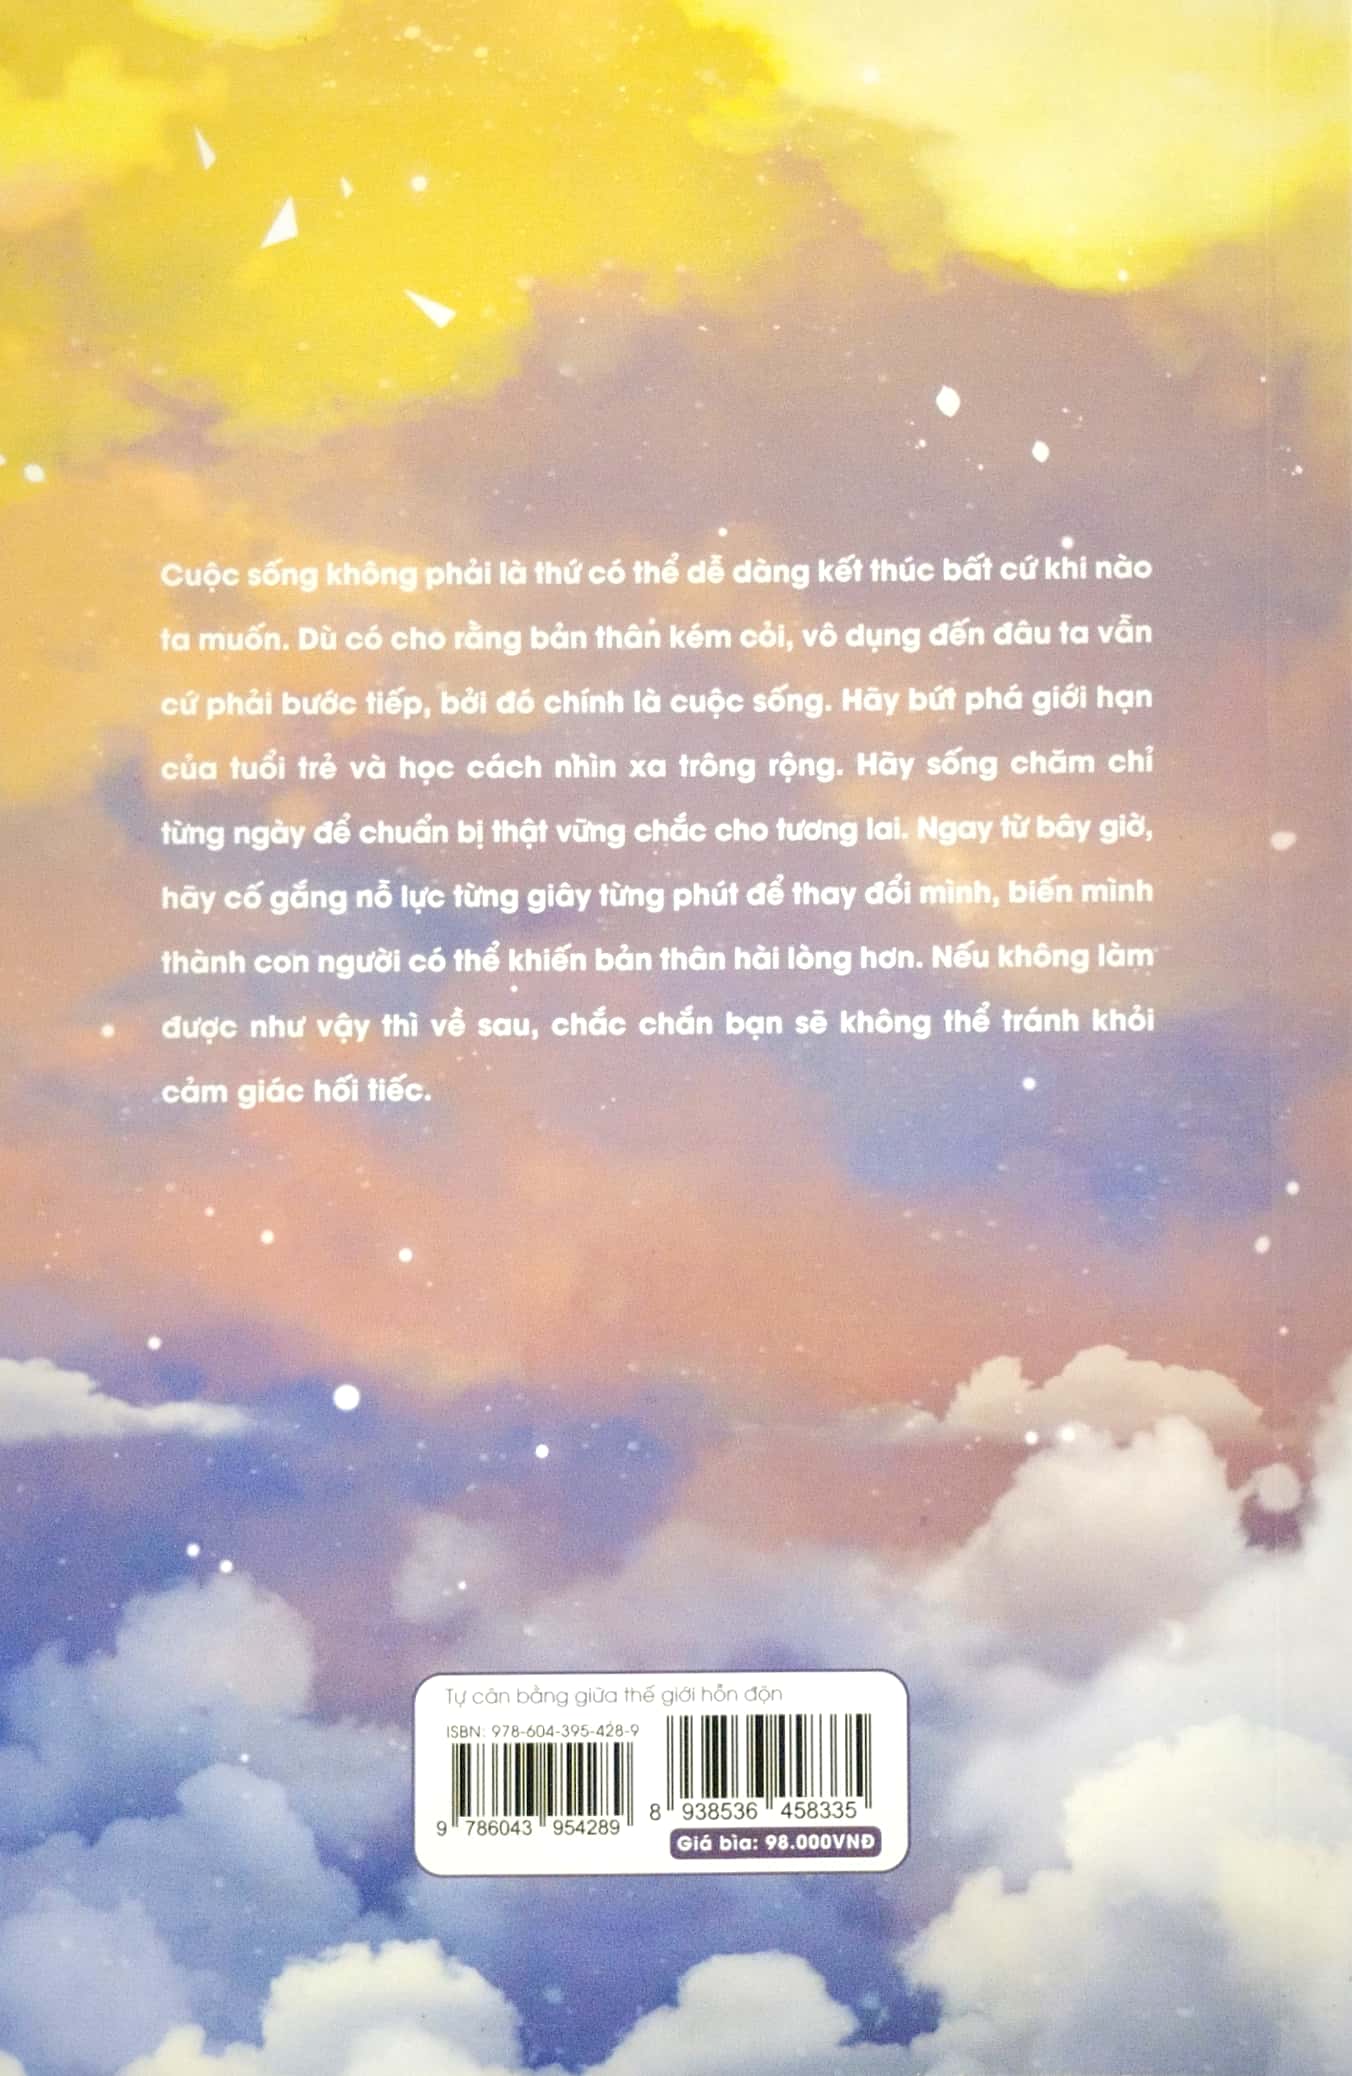 Cuộc sống không phải là thứ có thể dễ dàng kết thúc bất cứ khi nào
ta muốn. Dù có cho rằng bản thân kém cỏi, vô dụng đến đâu ta vẫn
cứ phải bước tiếp, bởi đó chính là cuộc sống. Hãy bứt phá giới hạn
của tuổi trẻ và học cách nhìn xa trông rộng. Hãy sống chăm chỉ
từng ngày để chuẩn bị thật vững chắc cho tương lai. Ngay từ bây giờ,
hãy cố gắng nỗ lực từng giây từng phút để thay đổi mình, biến mình
thành con người có thể khiến bản thân hài lòng hơn. Nếu không làm
được như vậy thì về sau, chắc chắn bạn sẽ không thể tránh khỏi
cảm giác hối tiếc.
Tự cân bằng giữa thế giới hỗn độn
ISBN: 978-604-395-428-9
9 786043 954289
8 938536 458335
Giá bìa: 98.000VNĐ